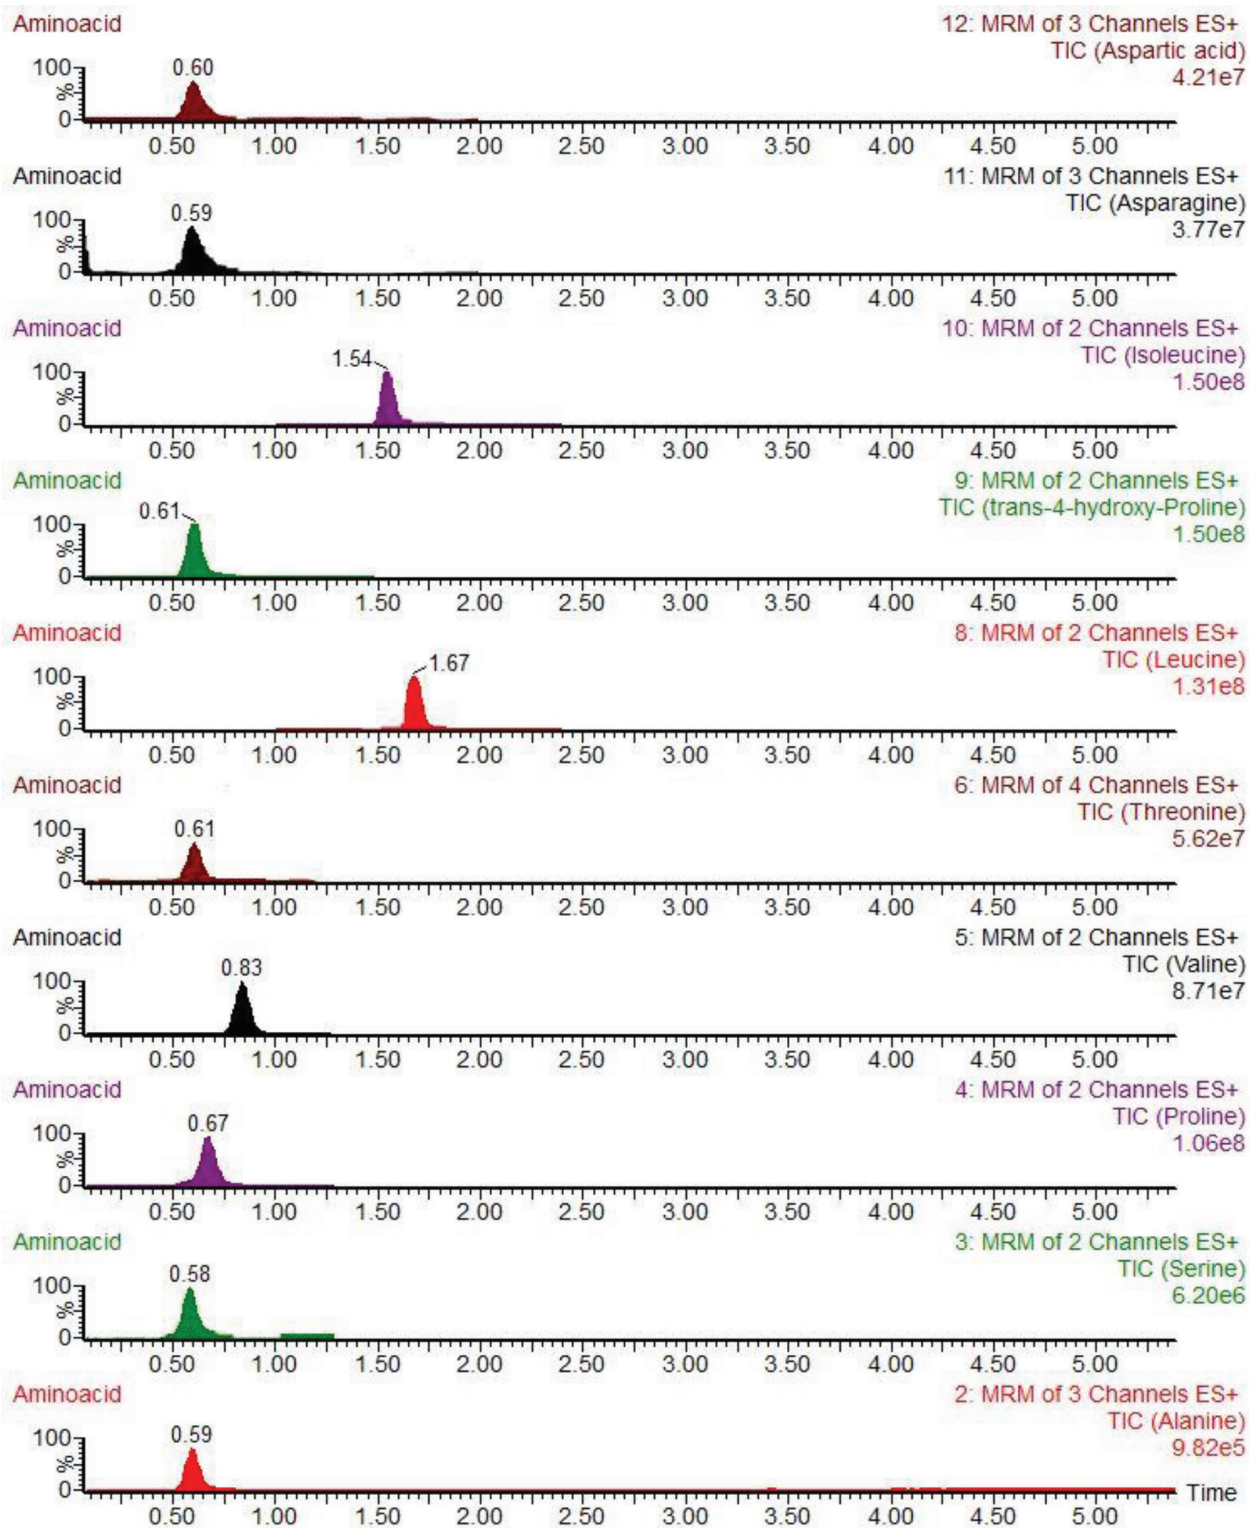 Aminoacid
12: MRM of 3 Channels ES+
TIC (Aspartic acid)
4.21e7
0.60
100
%
0
0.50 1.00 1.50 2.00 2.50 3.00 3.50 4.00 4.50 5.00
Aminoacid
11: MRM of 3 Channels ES+
TIC (Asparagine)
3.77e7
0.59
100
%
0
0.50 1.00 1.50 2.00 2.50 3.00 3.50 4.00 4.50 5.00
Aminoacid
10: MRM of 2 Channels ES+
TIC (Isoleucine)
1.50e8
1.54
100
%
0
0.50 1.00 1.50 2.00 2.50 3.00 3.50 4.00 4.50 5.00
Aminoacid
9: MRM of 2 Channels ES+
TIC (trans-4-hydroxy-Proline)
1.50e8
0.61
100
%
0
0.50 1.00 1.50 2.00 2.50 3.00 3.50 4.00 4.50 5.00
Aminoacid
8: MRM of 2 Channels ES+
TIC (Leucine)
1.31e8
1.67
100
%
0
0.50 1.00 1.50 2.00 2.50 3.00 3.50 4.00 4.50 5.00
Aminoacid
6: MRM of 4 Channels ES+
TIC (Threonine)
5.62e7
0.61
100
%
0
0.50 1.00 1.50 2.00 2.50 3.00 3.50 4.00 4.50 5.00
Aminoacid
5: MRM of 2 Channels ES+
TIC (Valine)
8.71e7
0.83
100
%
0
0.50 1.00 1.50 2.00 2.50 3.00 3.50 4.00 4.50 5.00
Aminoacid
4: MRM of 2 Channels ES+
TIC (Proline)
1.06e8
0.67
100
%
0
0.50 1.00 1.50 2.00 2.50 3.00 3.50 4.00 4.50 5.00
Aminoacid
3: MRM of 2 Channels ES+
TIC (Serine)
6.20e6
0.58
100
%
0
0.50 1.00 1.50 2.00 2.50 3.00 3.50 4.00 4.50 5.00
Aminoacid
2: MRM of 3 Channels ES+
TIC (Alanine)
9.82e5
0.59
100
%
0
Time
0.50 1.00 1.50 2.00 2.50 3.00 3.50 4.00 4.50 5.00